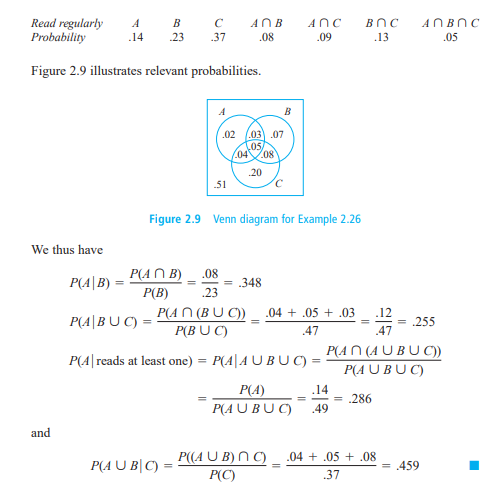 Read regularly A B C A ∩ B A ∩ C B ∩ C A ∩ B ∩ C
Probability .14 .23 .37 .08 .09 .13 .05
Figure 2.9 illustrates relevant probabilities.
A B
.02 .03 .07
.05
.04 .08
.20
.51 C
Figure 2.9 Venn diagram for Example 2.26
We thus have
P(A|B) = P(A ∩ B)/P(B) = .08/.23 = .348
P(A|B ∪ C) = P(A ∩ (B ∪ C))/P(B ∪ C) = .04 + .05 + .03/.47 = .12/.47 = .255
P(A|reads at least one) = P(A|A ∪ B ∪ C) = P(A ∩ (A ∪ B ∪ C))/P(A ∪ B ∪ C)
= P(A)/P(A ∪ B ∪ C) = .14/.49 = .286
and
P(A ∪ B|C) = P((A ∪ B) ∩ C)/P(C) = .04 + .05 + .08/.37 = .459